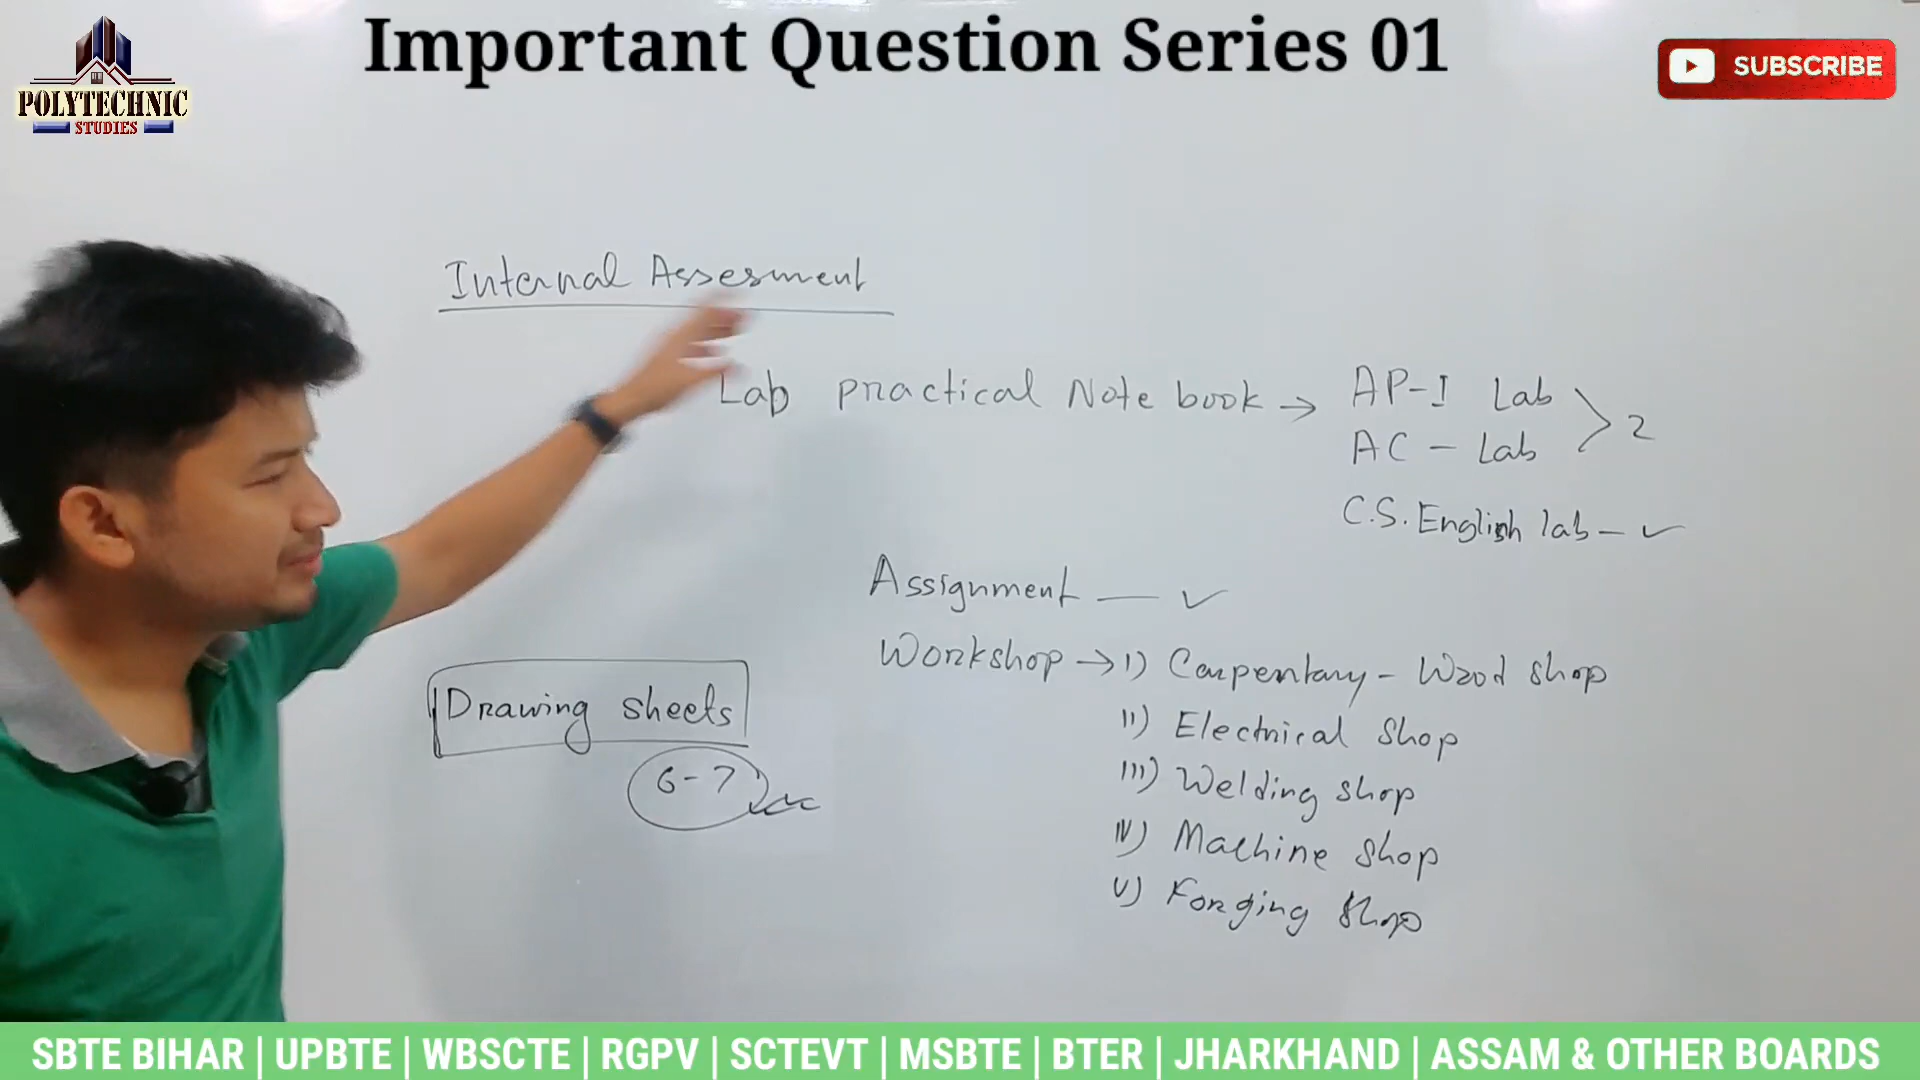 Important Question Series 01
POLYTECHNIC
STUDIES
SUBSCRIBE
Internal Assesment
Lab practical Note book → AP-I Lab
AC - Lab
> 2
C.S. English lab - ✓
Assignment — ✓
Workshop → I) Carpentary - Wood shop
II) Electrical shop
III) Welding shop
IV) Machine shop
V) Forging shop
Drawing sheets
6-7
SBTE BIHAR | UPBTE | WBSCTE | RGPV | SCTEVT | MSBTE | BTER | JHARKHAND | ASSAM & OTHER BOARDS